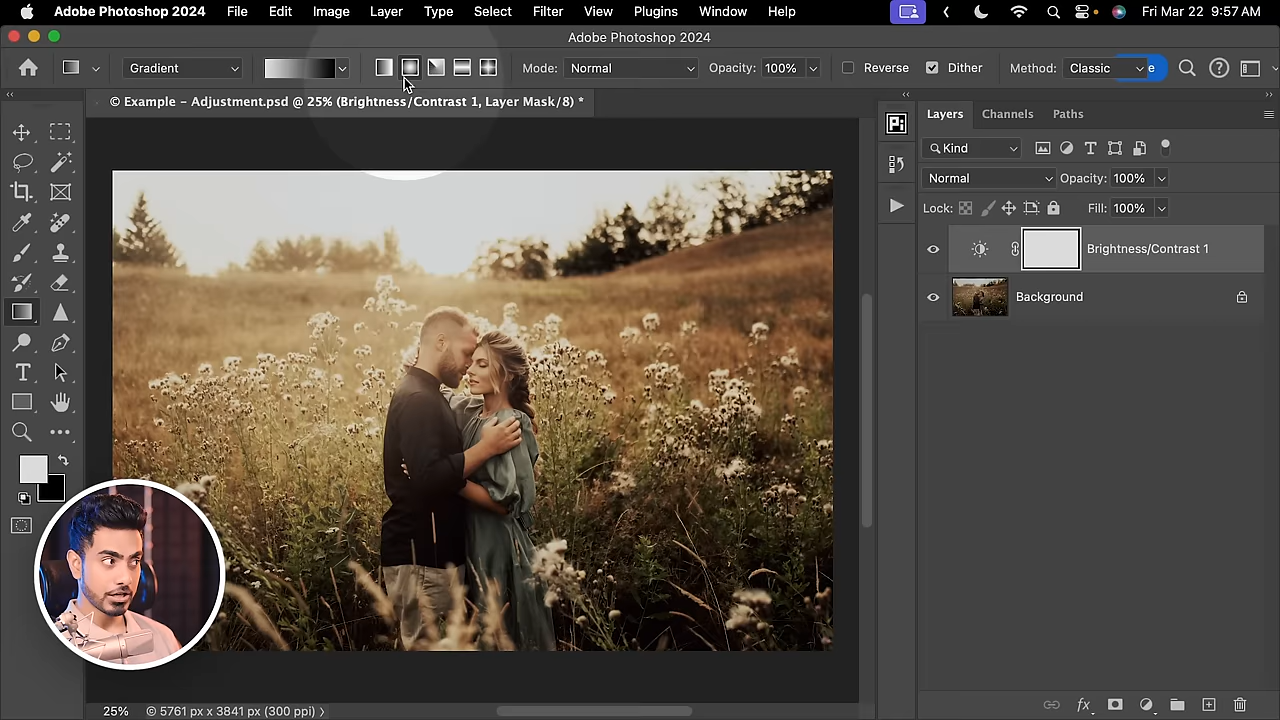 Adobe Photoshop 2024 File Edit Image Layer Type Select Filter View Plugins Window Help Fri Mar 22 9:57 AM
Adobe Photoshop 2024
Gradient Mode: Normal Opacity: 100% Reverse Dither Method: Classic e
© Example – Adjustment.psd @ 25% (Brightness/Contrast 1, Layer Mask/8) *
Layers Channels Paths
Kind
Normal Opacity: 100%
Lock: Fill: 100%
Brightness/Contrast 1
Background
25% © 5761 px x 3841 px (300 ppi)